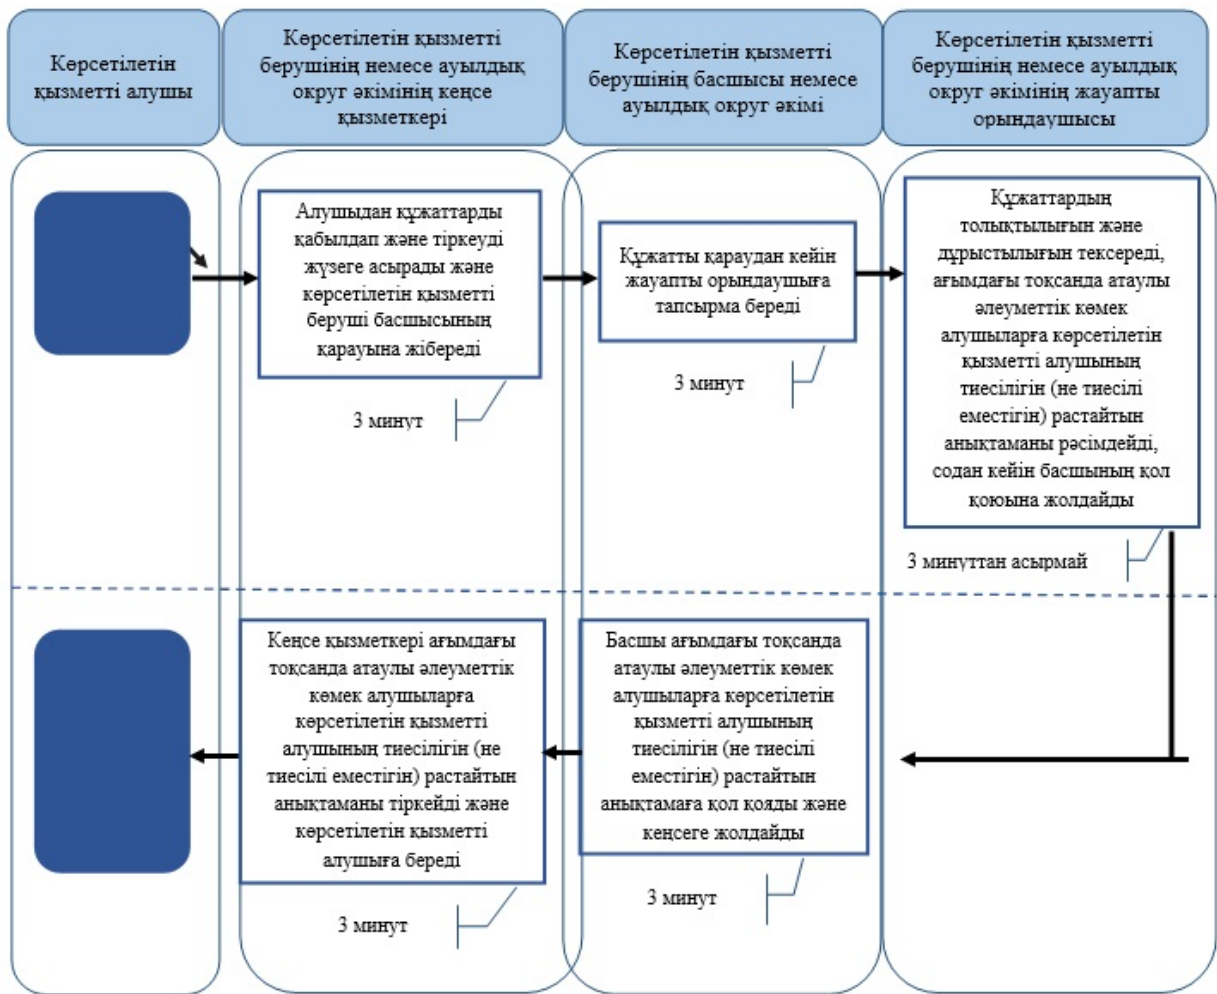 Көрсетілетін
қызметті алушы
Көрсетілетін қызметті
берушінің немесе ауылдық
округ әкімінің кеңсе
қызметкері
Көрсетілетін қызметті
берушінің басшысы немесе
ауылдық округ әкімі
Көрсетілетін қызметті
берушінің немесе ауылдық
округ әкімінің жауапты
орындаушысы
Алушыдан құжаттарды
қабылдап және тіркеуді
жүзеге асырады және
көрсетілетін қызметті
беруші басшысының
қарауына жібереді
3 минут
Құжатты қараудан кейін
жауапты орындаушыға
тапсырма береді
3 минут
Құжаттардың
толықтылығын және
дұрыстылығын тексереді,
ағымдағы тоқсанда атаулы
әлеуметтік көмек
алушыларға көрсетілетін
қызметті алушының
тиесілігін (не тиесілі
еместігін) растайтын
анықтаманы рәсімдейді,
содан кейін басшының қол
қоюына жолдайды
3 минуттан асырмай
Кеңсе қызметкері ағымдағы
тоқсанда атаулы әлеуметтік
көмек алушыларға
көрсетілетін қызметті
алушының тиесілігін (не
тиесілі еместігін) растайтын
анықтаманы тіркейді және
көрсетілетін қызметті
алушыға береді
3 минут
Басшы ағымдағы тоқсанда
атаулы әлеуметтік көмек
алушыларға көрсетілетін
қызметті алушының
тиесілігін (не тиесілі
еместігін) растайтын
анықтамаға қол қояды және
кеңсеге жолдайды
3 минут